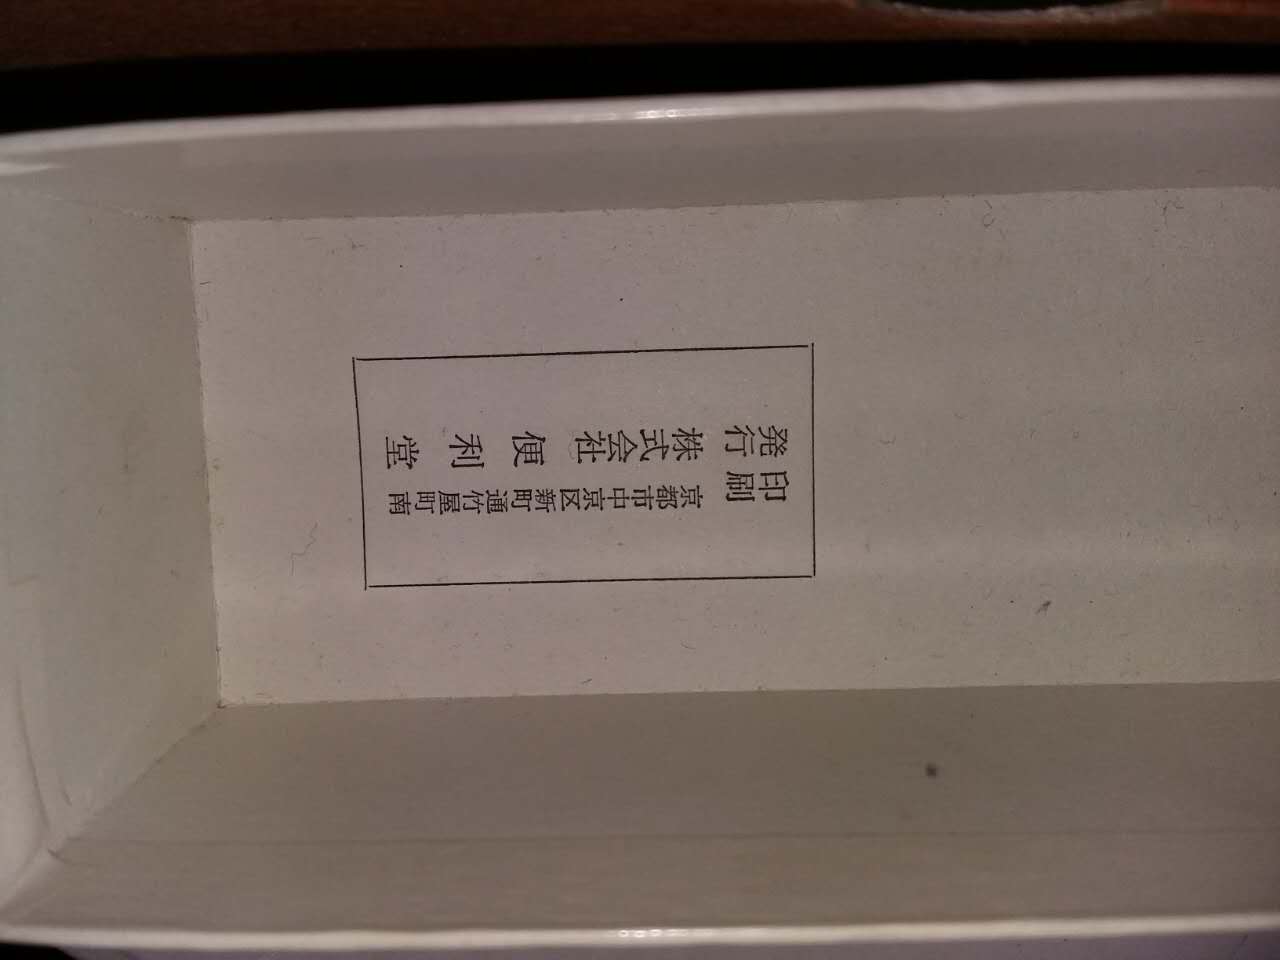 印刷
発行
京都市中京区新町通竹屋町南
株式会社 便利堂